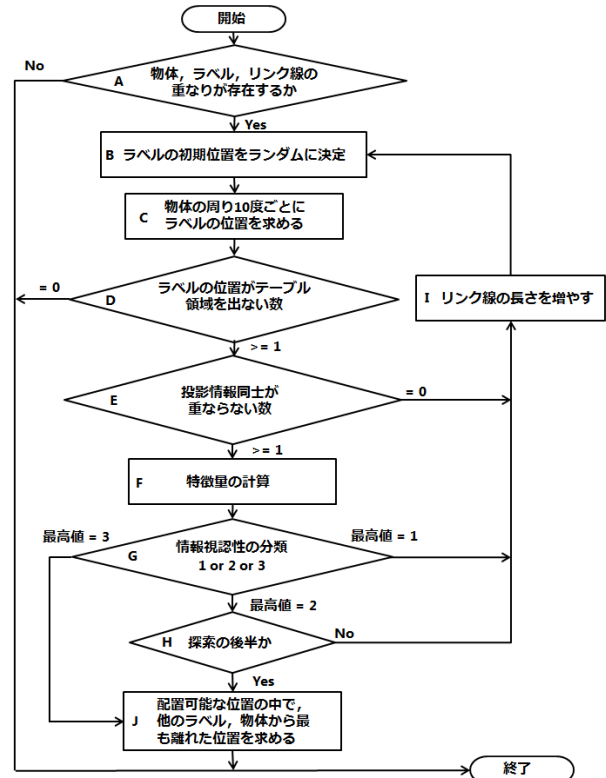 開始
No
A
物体，ラベル，リンク線の
重なりが存在するか
Yes
B ラベルの初期位置をランダムに決定
C
物体の周り10度ごとに
ラベルの位置を求める
= 0
D
ラベルの位置がテーブル
領域を出ない数
I リンク線の長さを増やす
>= 1
E
投影情報同士が
重ならない数
= 0
>= 1
F 特徴量の計算
最高値 = 3
G
情報視認性の分類
1 or 2 or 3
最高値 = 1
最高値 = 2
H 探索の後半か
No
Yes
J
配置可能な位置の中で，
他のラベル，物体から最
も離れた位置を求める
終了